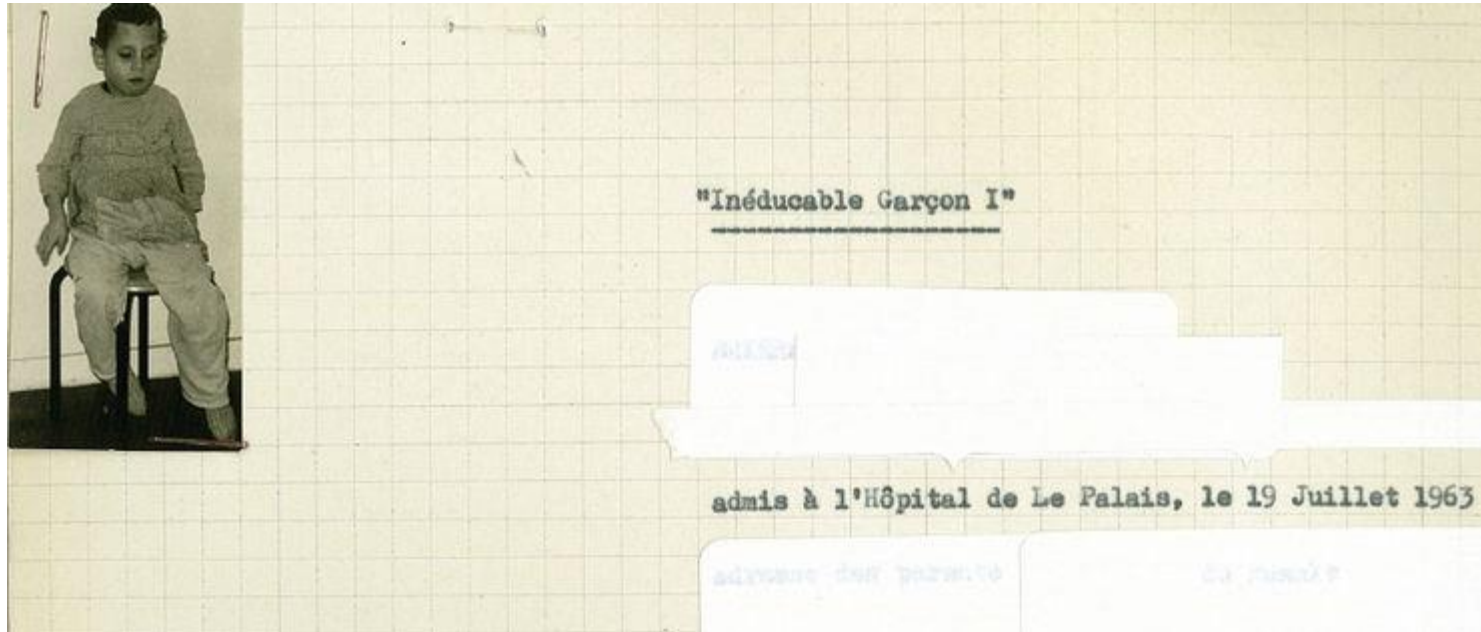 "Inéducable Garçon I"
admis à l'Hôpital de Le Palais, le 19 Juillet 1963